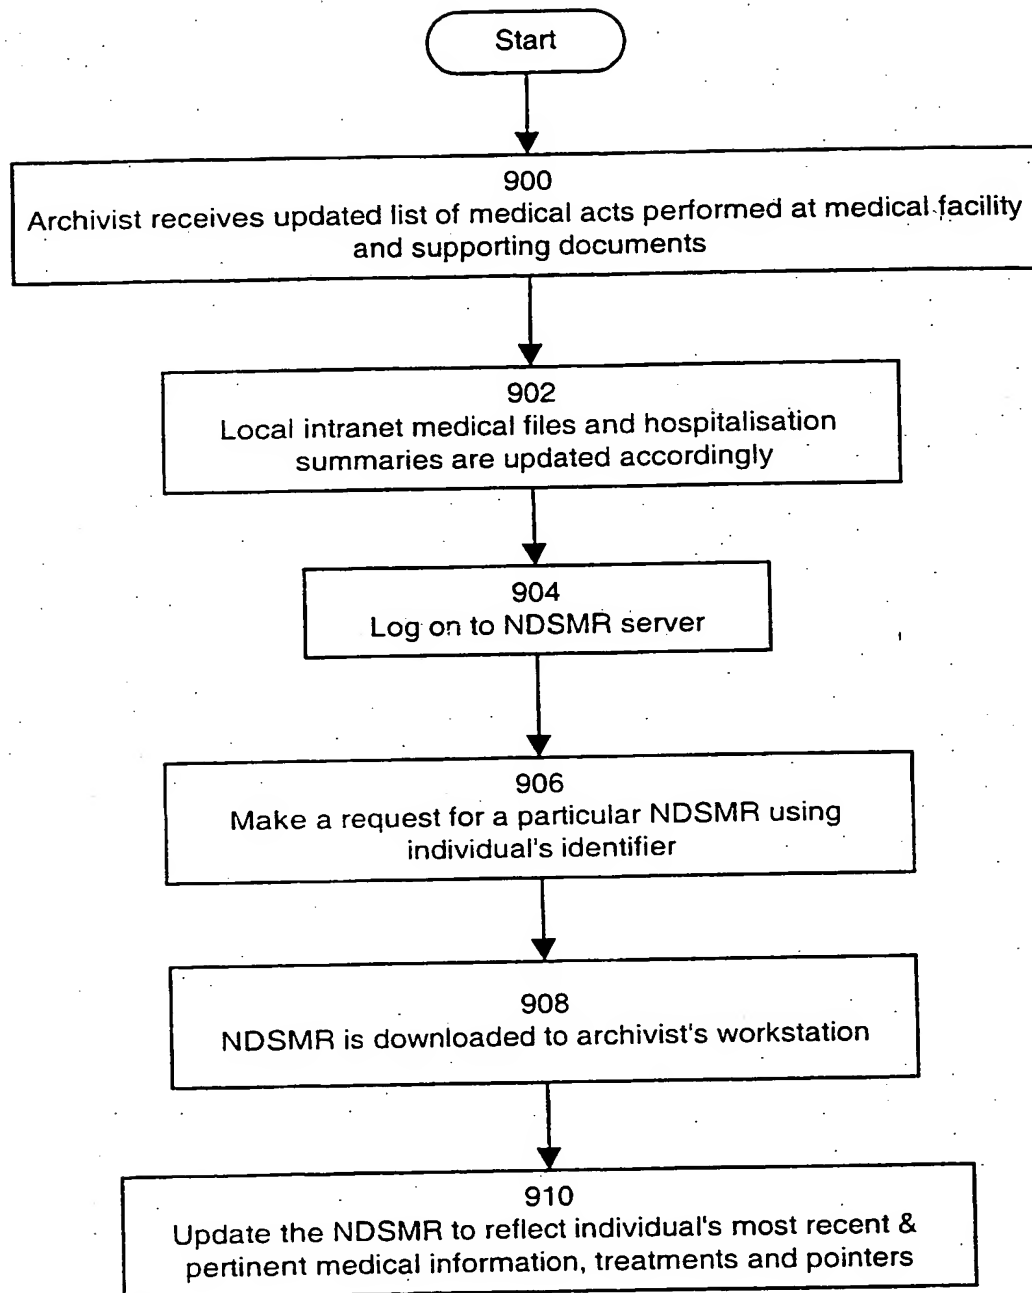 Start
900
Archivist receives updated list of medical acts performed at medical facility
and supporting documents
902
Local intranet medical files and hospitalisation
summaries are updated accordingly
904
Log on to NDSMR server
906
Make a request for a particular NDSMR using
individual's identifier
908
NDSMR is downloaded to archivist's workstation
910
Update the NDSMR to reflect individual's most recent &
pertinent medical information, treatments and pointers